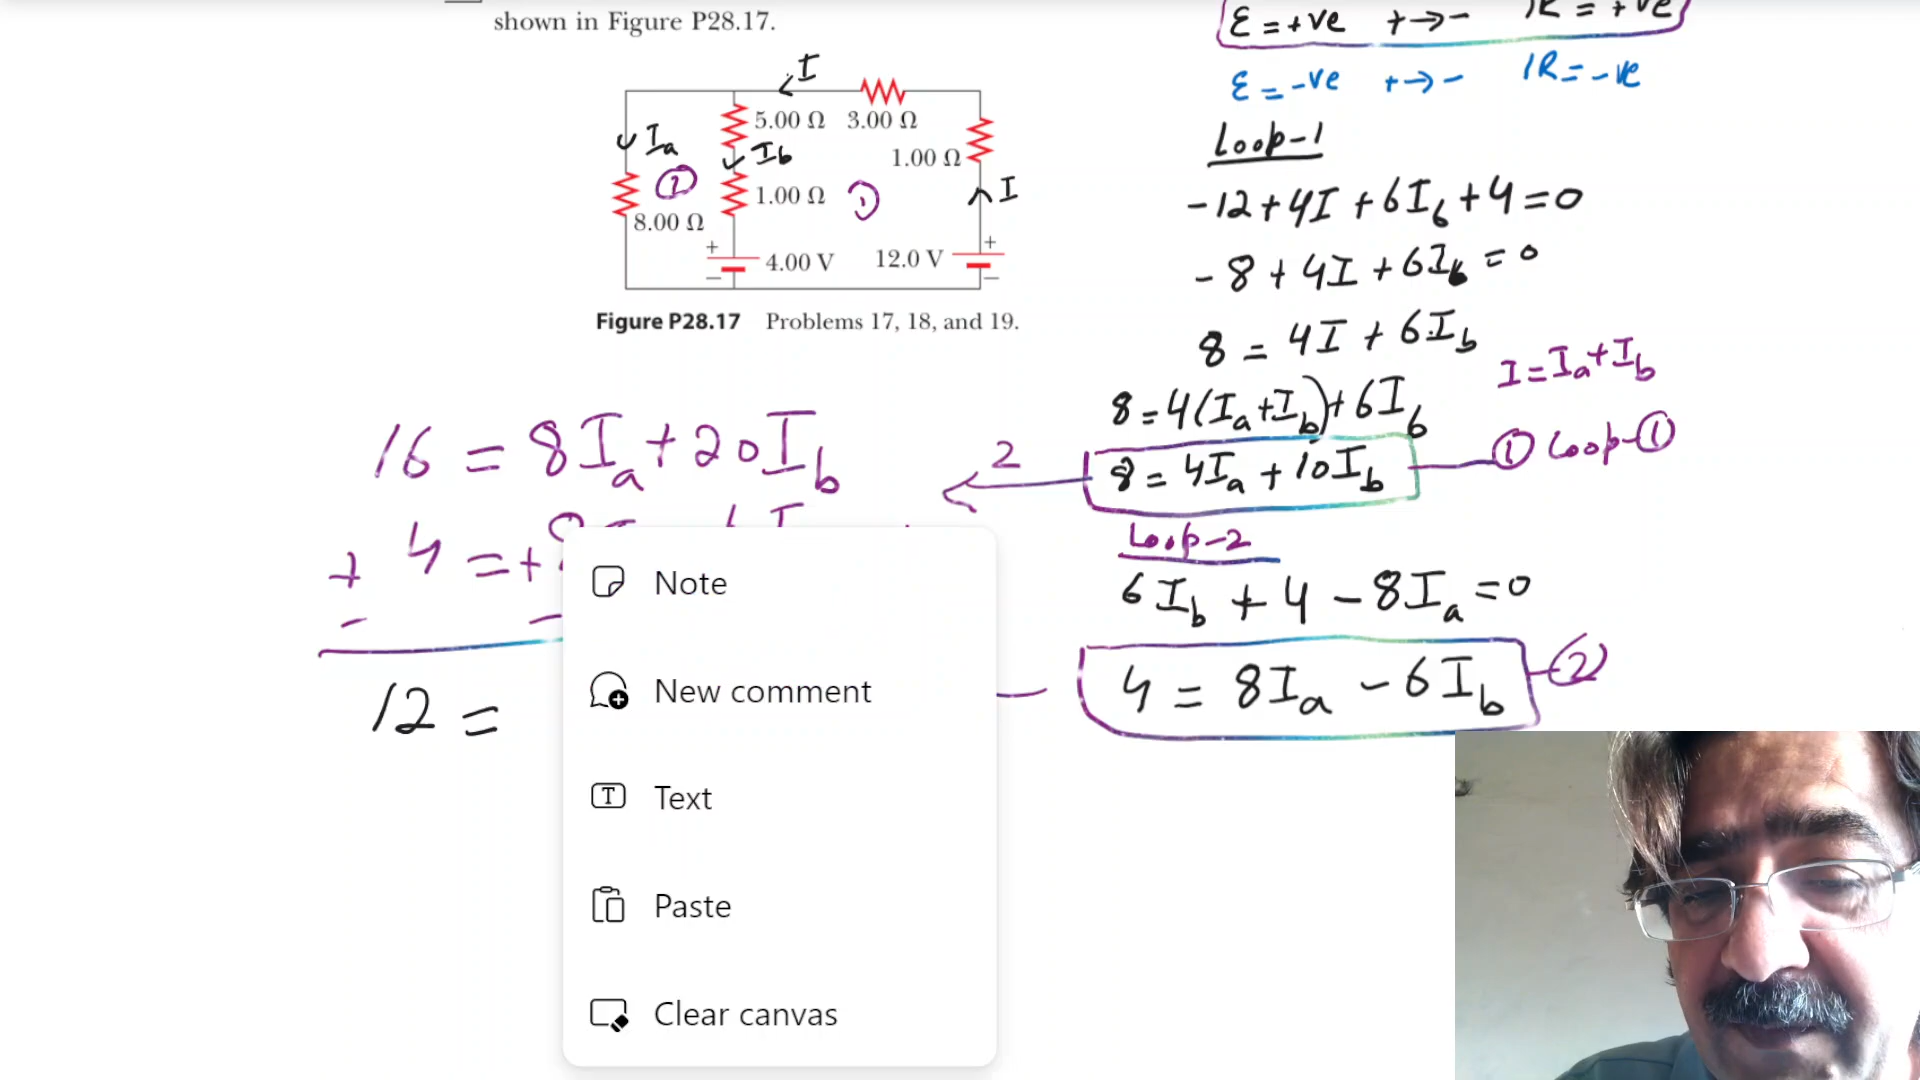 shown in Figure P28.17.
I
5.00 Ω 3.00 Ω
Ia
Ib
1.00 Ω
1.00 Ω
I
8.00 Ω
+
+
4.00 V
12.0 V
−
−
Figure P28.17 Problems 17, 18, and 19.
16 = 8Ia + 20Ib
+ 4 = +
− −
12 =
Note
New comment
Text
Paste
Clear canvas
Ɛ = +ve + → − IR = +ve
Ɛ = -ve + → − IR = -ve
Loop-1
-12 + 4I + 6Ib + 4 = 0
- 8 + 4I + 6Ib = 0
8 = 4I + 6Ib
I = Ia + Ib
8 = 4(Ia + Ib) + 6Ib
2
8 = 4Ia + 10Ib
① Loop-①
Loop-2
6Ib + 4 - 8Ia = 0
4 = 8Ia - 6Ib
②